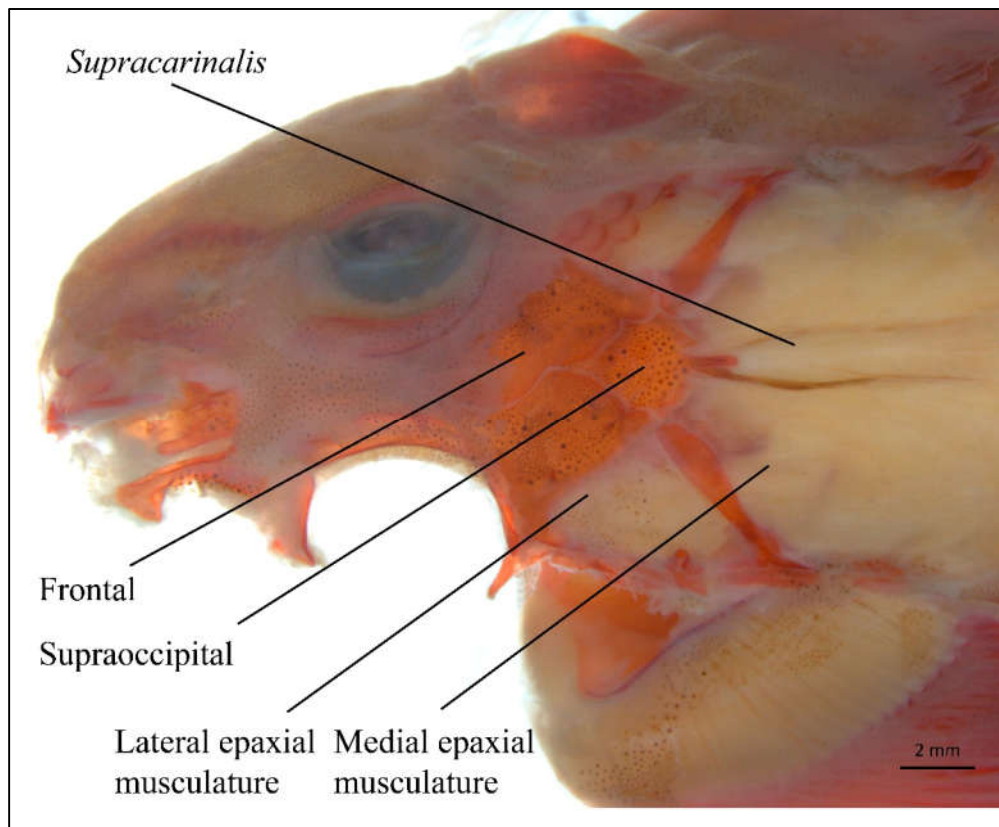 Supracarinalis
Frontal
Supraoccipital
Lateral epaxial
musculature
Medial epaxial
musculature
2 mm